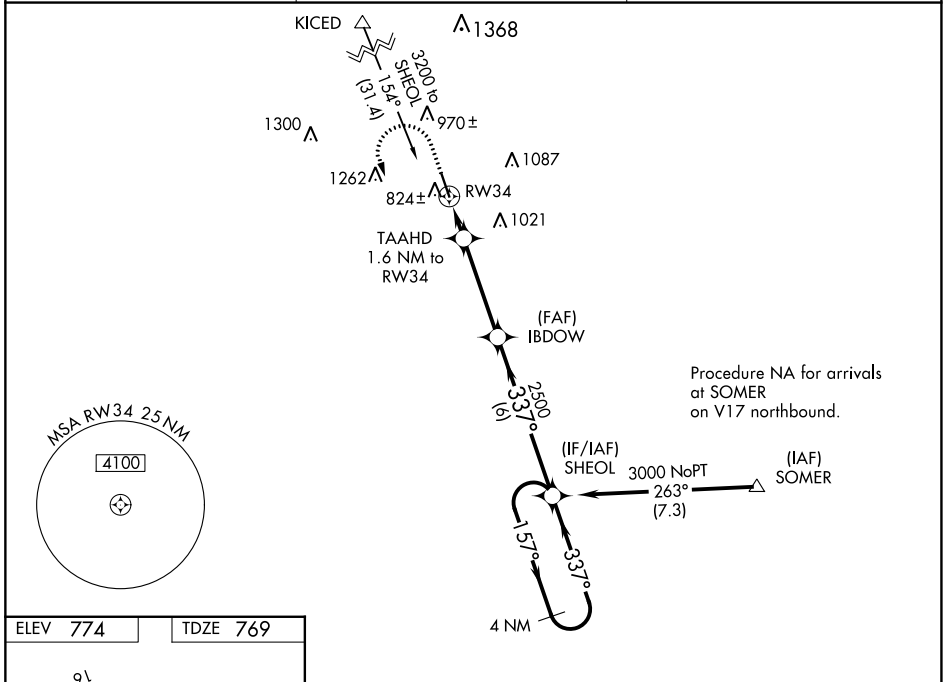 KICED
1368
3200 to
SHEOL
154°
(31.4)
970 ±
1300
1087
1262
824 ±
RW34
1021
TAAHD
1.6 NM to
RW34
(FAF)
IBDOW
Procedure NA for arrivals
at SOMER
on V17 northbound.
2500
337°
(6)
MSA RW34 25 NM
4100
(IF/IAF)
SHEOL
3000 NoPT
263°
(7.3)
(IAF)
SOMER
157°
337°
4 NM
ELEV 774
TDZE 769
16